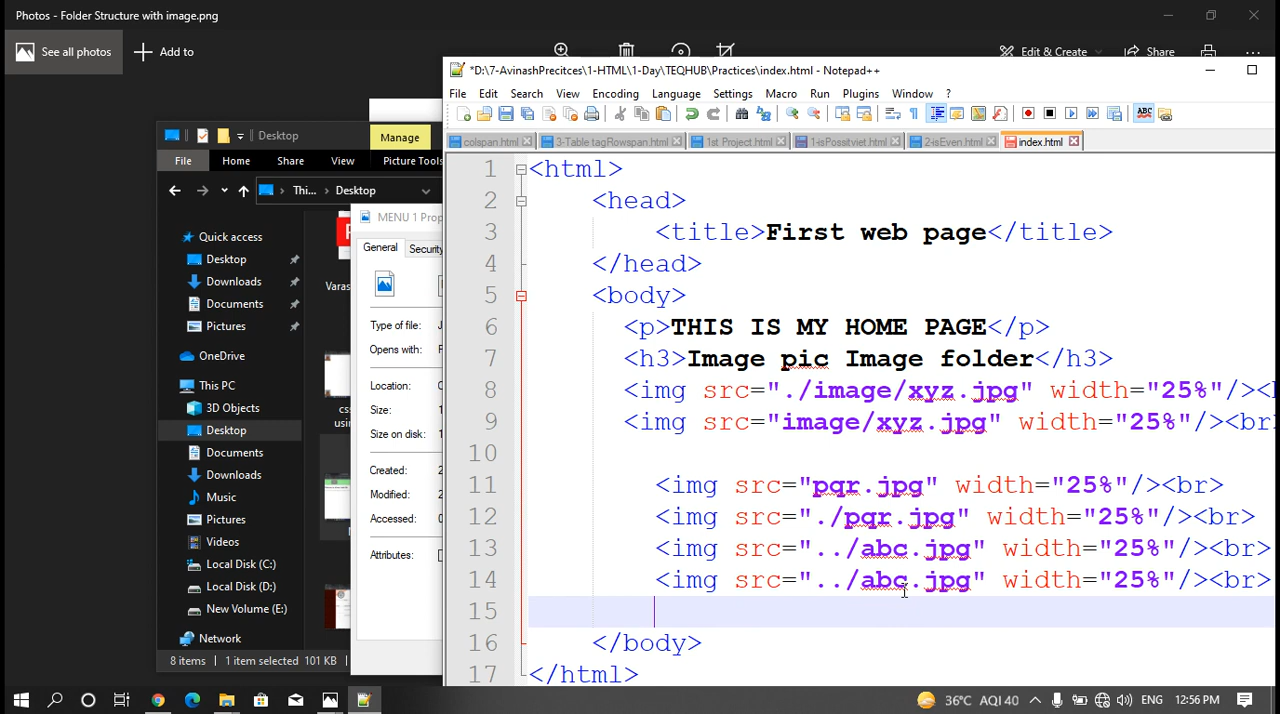 Photos - Folder Structure with image.png
See all photos
Add to
Edit & Create
Share
Desktop
Manage
File
Home
Share
View
Picture Tools
Thi...
Desktop
Quick access
Desktop
Downloads
Documents
Pictures
OneDrive
This PC
3D Objects
Desktop
Documents
Downloads
Music
Pictures
Videos
Local Disk (C:)
Local Disk (D:)
New Volume (E:)
Network
8 items
1 item selected 101 KB
Varas
css
usin
MENU 1 Prop
General
Security
Type of file:
Opens with:
Location:
Size:
Size on disk:
Created:
Modified:
Accessed:
Attributes:
*D:\7-AvinashPrecitces\1-HTML\1-Day\TEQHUB\Practices\index.html - Notepad++
File Edit Search View Encoding Language Settings Macro Run Plugins Window ?
colspan.html
3-Table tagRowspan.html
1st Project.html
1-isPossitviet.html
2-isEven.html
index.html
1 <html>
2 <head>
3 <title>First web page</title>
4 </head>
5 <body>
6 <p>THIS IS MY HOME PAGE</p>
7 <h3>Image pic Image folder</h3>
8 <img src="./image/xyz.jpg" width="25%"/><b
9 <img src="image/xyz.jpg" width="25%"/><br
10
11 <img src="pqr.jpg" width="25%"/><br>
12 <img src="./pqr.jpg" width="25%"/><br>
13 <img src="../abc.jpg" width="25%"/><br>
14 <img src="../abc.jpg" width="25%"/><br>
15
16 </body>
17 </html>
36°C AQI 40
ENG
12:56 PM